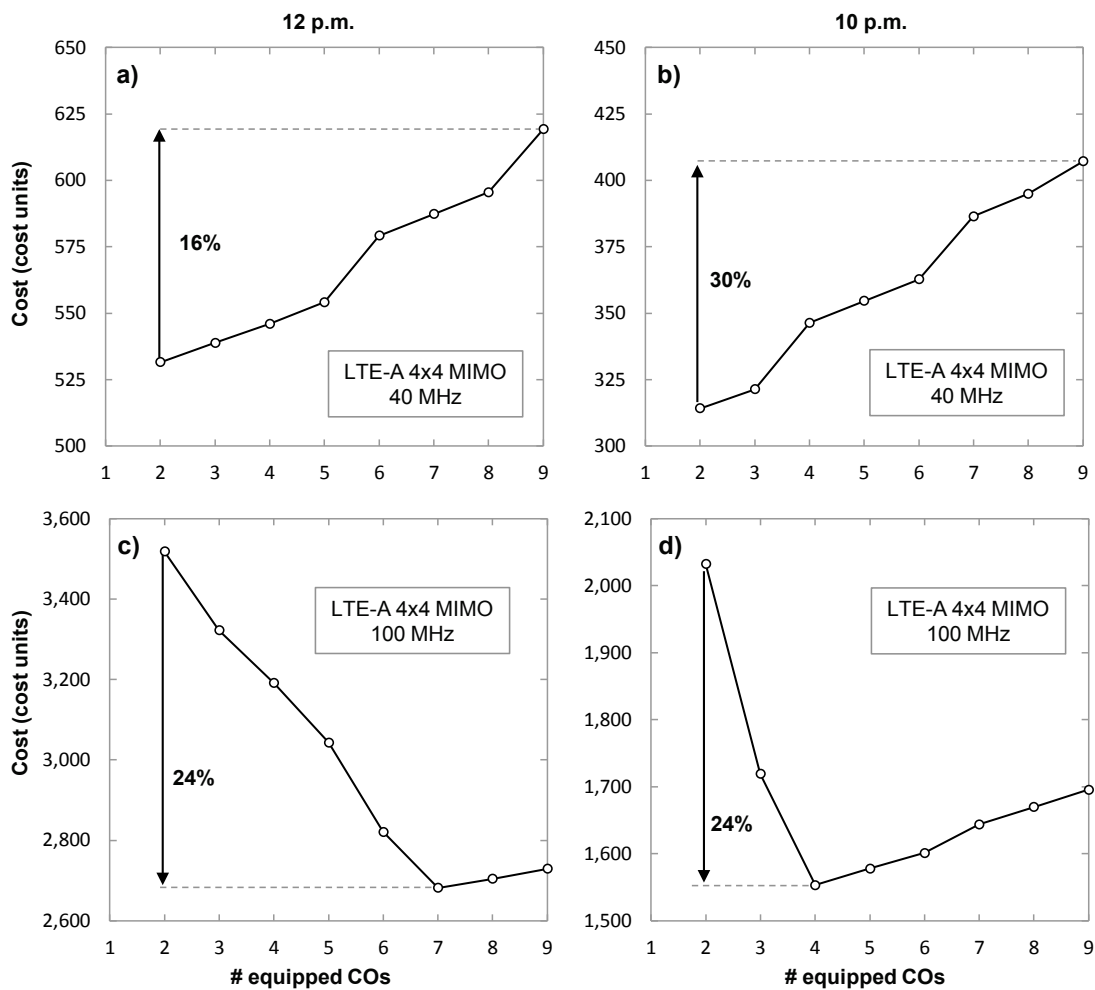 12 p.m.
10 p.m.
a)
650
625
600
575
550
525
500
Cost (cost units)
16%
LTE-A 4x4 MIMO
40 MHz
1 2 3 4 5 6 7 8 9
b)
450
425
400
375
350
325
300
30%
LTE-A 4x4 MIMO
40 MHz
1 2 3 4 5 6 7 8 9
c)
3,600
3,400
3,200
3,000
2,800
2,600
Cost (cost units)
24%
LTE-A 4x4 MIMO
100 MHz
1 2 3 4 5 6 7 8 9
# equipped COs
d)
2,100
2,000
1,900
1,800
1,700
1,600
1,500
24%
LTE-A 4x4 MIMO
100 MHz
1 2 3 4 5 6 7 8 9
# equipped COs